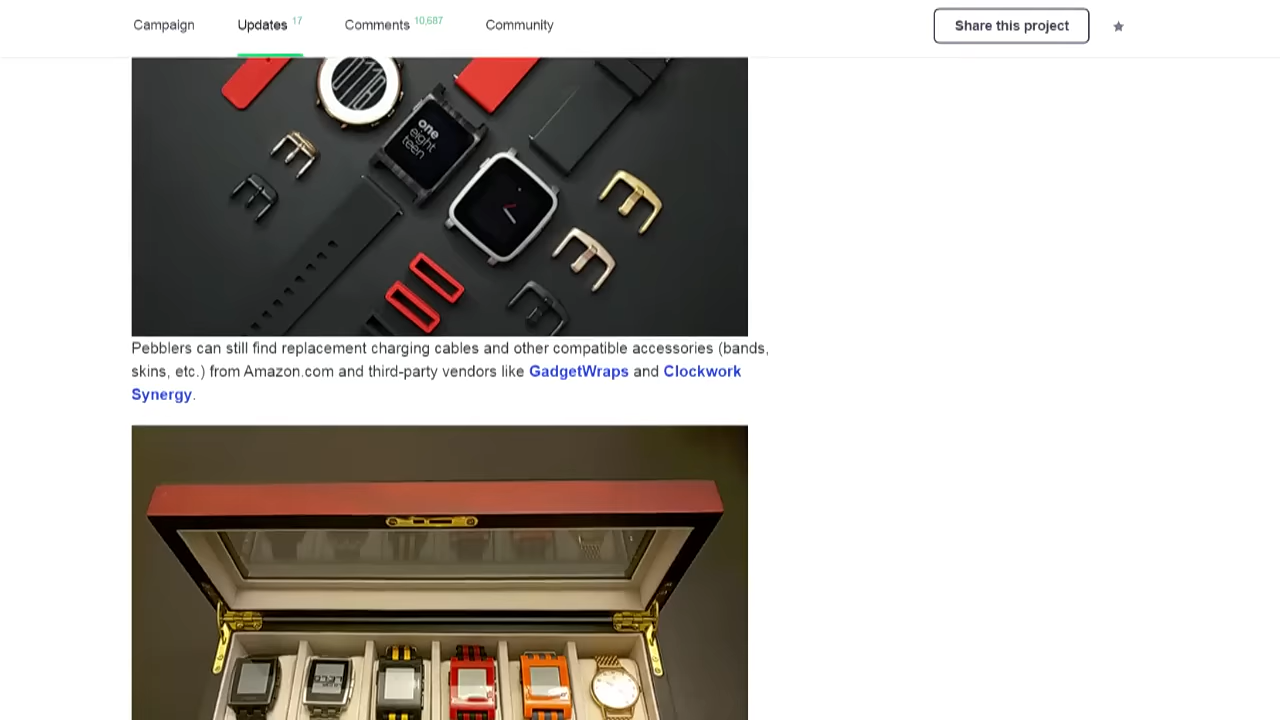 Campaign Updates 17 Comments 10,687 Community Share this project
one
eight
teen
Pebblers can still find replacement charging cables and other compatible accessories (bands,
skins, etc.) from Amazon.com and third-party vendors like GadgetWraps and Clockwork
Synergy.